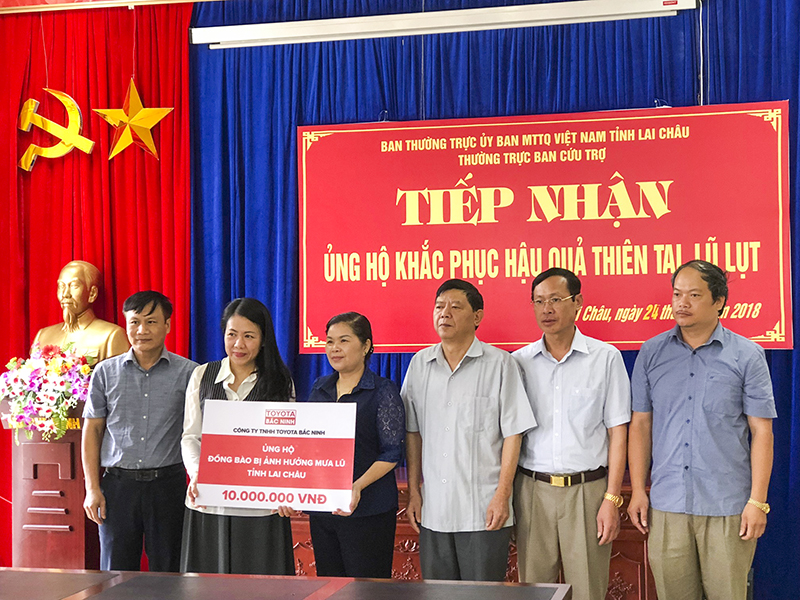 BAN THƯỜNG TRỰC ỦY BAN MTTQ VIỆT NAM TỈNH LAI CHÂU
THƯỜNG TRỰC BAN CỨU TRỢ
TIẾP NHẬN
ỦNG HỘ KHẮC PHỤC HẬU QUẢ THIÊN TAI, LŨ LỤT
Châu, ngày 24 2018
TOYOTA
BẮC NINH
CÔNG TY TNHH TOYOTA BẮC NINH
ỦNG HỘ
ĐỒNG BÀO BỊ ẢNH HƯỞNG MƯA LŨ
TỈNH LAI CHÂU
10.000.000 VNĐ